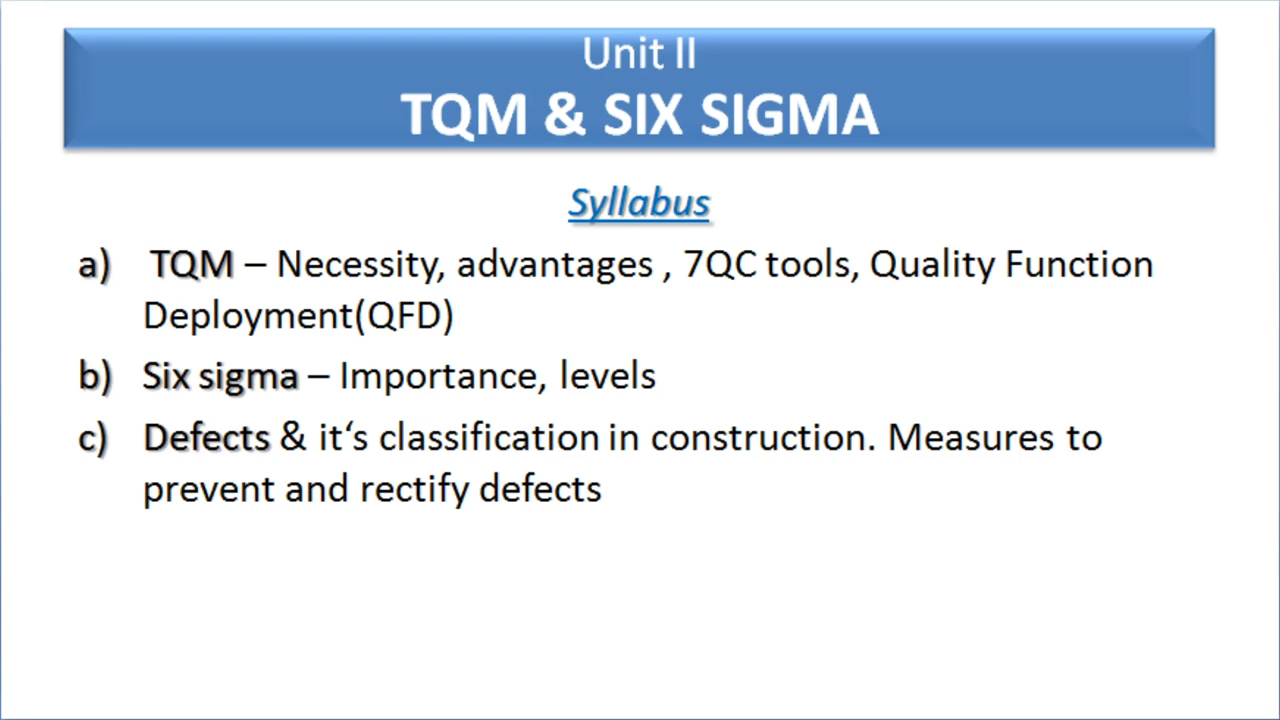 Unit II
TQM & SIX SIGMA
Syllabus
a) TQM – Necessity, advantages , 7QC tools, Quality Function
Deployment(QFD)
b) Six sigma – Importance, levels
c) Defects & it‘s classification in construction. Measures to
prevent and rectify defects